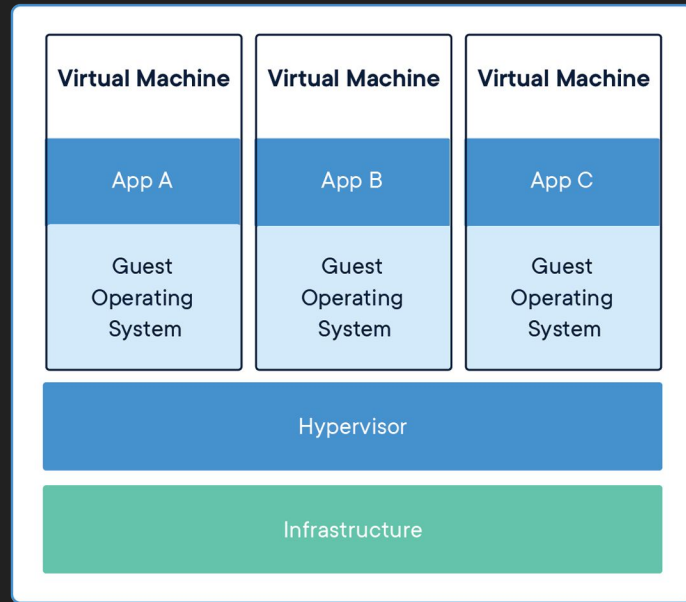 Virtual Machine
App A
Guest
Operating
System
Virtual Machine
App B
Guest
Operating
System
Virtual Machine
App C
Guest
Operating
System
Hypervisor
Infrastructure